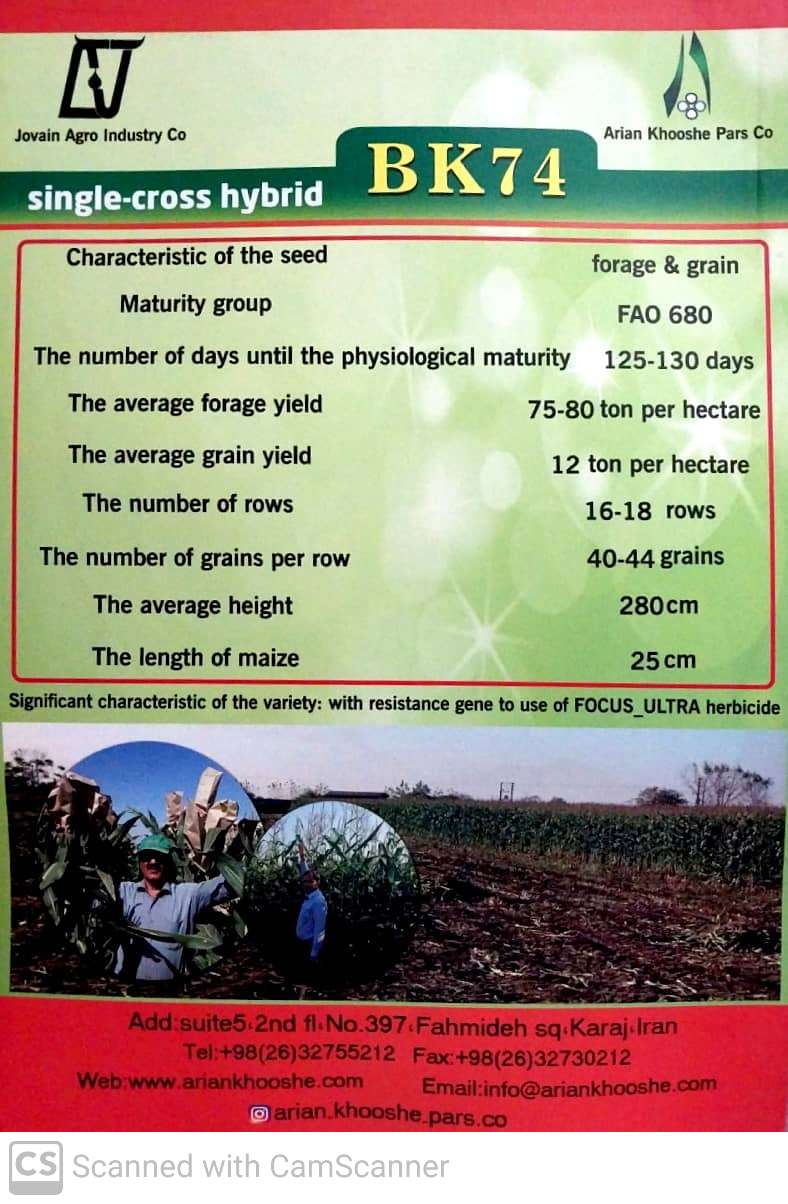 Jovain Agro Industry Co
Arian Khooshe Pars Co
single-cross hybrid BK74
Characteristic of the seed forage & grain
Maturity group FAO 680
The number of days until the physiological maturity 125-130 days
The average forage yield 75-80 ton per hectare
The average grain yield 12 ton per hectare
The number of rows 16-18 rows
The number of grains per row 40-44 grains
The average height 280cm
The length of maize 25cm
Significant characteristic of the variety: with resistance gene to use of FOCUS_ULTRA herbicide
Add:suite5،2nd fl،No.397،Fahmideh sq،Karaj،Iran
Tel:+98(26)32755212 Fax:+98(26)32730212
Web:www.ariankhooshe.com Email:info@ariankhooshe.com
arian.khooshe.pars.co
CS Scanned with CamScanner